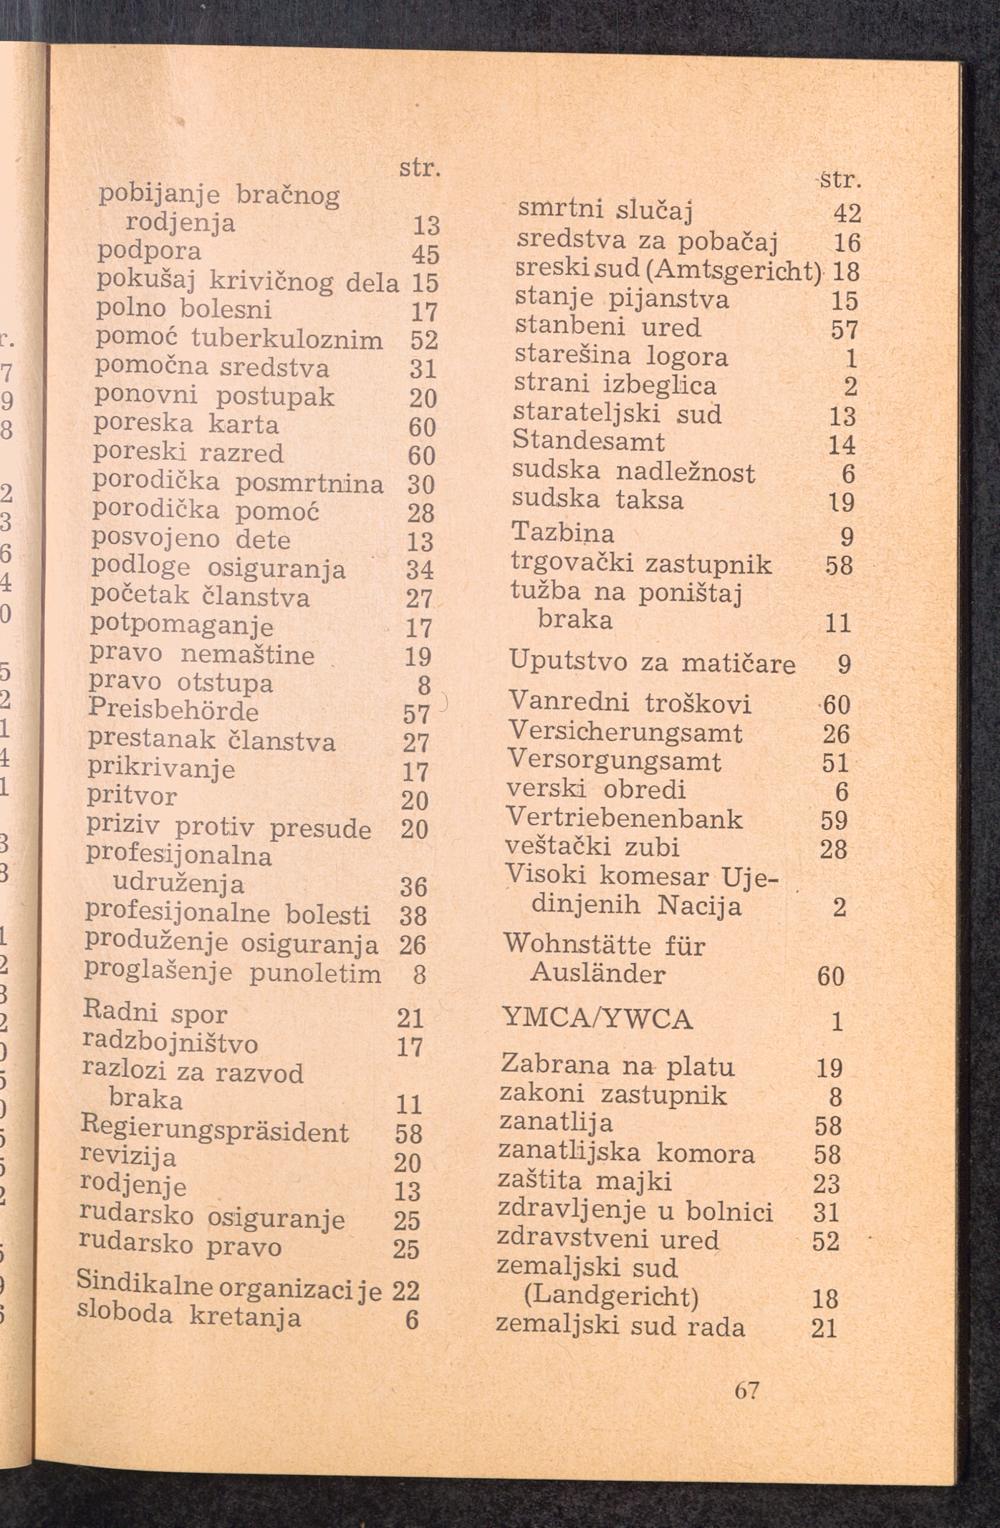 str.
pobijanje bračnog
rodjenja 13
podpora 45
pokušaj krivičnog dela 15
polno bolesni 17
pomoć tuberkuloznim 52
pomočna sredstva 31
ponovni postupak 20
poreska karta 60
poreski razred 60
porodička posmrtnina 30
porodička pomoć 28
posvojeno dete 13
podloge osiguranja 34
početak članstva 27
potpomaganje 17
pravo nemaštine 19
pravo otstupa 8
Preisbehörde 57
prestanak članstva 27
prikrivanje 17
pritvor 20
priziv protiv presude 20
profesijonalna
udruženja 36
profesijonalne bolesti 38
produženje osiguranja 26
proglašenje punoletim 8
Radni spor 21
radzbojništvo 17
razlozi za razvod
braka 11
Regierungspräsident 58
revizija 20
rodjenje 13
rudarsko osiguranje 25
rudarsko pravo 25
Sindikalne organizacije 22
sloboda kretanja 6
str.
smrtni slučaj 42
sredstva za pobačaj 16
sreski sud (Amtsgericht) 18
stanje pijanstva 15
stanbeni ured 57
starešina logora 1
strani izbeglica 2
starateljski sud 13
Standesamt 14
sudska nadležnost 6
sudska taksa 19
Tazbina 9
trgovački zastupnik 58
tužba na poništaj
braka 11
Uputstvo za matičare 9
Vanredni troškovi 60
Versicherungsamt 26
Versorgungsamt 51
verski obredi 6
Vertriebenenbank 59
veštački zubi 28
Visoki komesar Uje-
dinjenih Nacija 2
Wohnstätte für
Ausländer 60
YMCA/YWCA 1
Zabrana na platu 19
zakoni zastupnik 8
zanatlija 58
zanatlijska komora 58
zaštita majki 23
zdravljenje u bolnici 31
zdravstveni ured 52
zemaljski sud
(Landgericht) 18
zemaljski sud rada 21
67